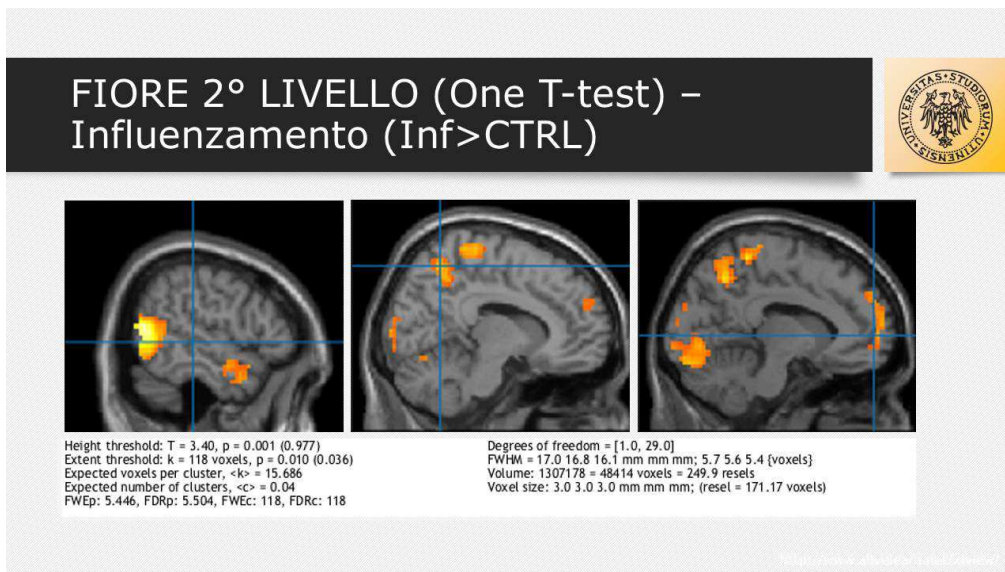 FIORE 2° LIVELLO (One T-test) –
Influenzamento (Inf>CTRL)
UNIVERSITAS STUDIORUM UTINENSIS
Height threshold: T = 3.40, p = 0.001 (0.977)
Extent threshold: k = 118 voxels, p = 0.010 (0.036)
Expected voxels per cluster, <k> = 15.686
Expected number of clusters, <c> = 0.04
FWEp: 5.446, FDRp: 5.504, FWEc: 118, FDRc: 118
Degrees of freedom = [1.0, 29.0]
FWHM = 17.0 16.8 16.1 mm mm mm; 5.7 5.6 5.4 {voxels}
Volume: 1307178 = 48414 voxels = 249.9 resels
Voxel size: 3.0 3.0 3.0 mm mm mm; (resel = 171.17 voxels)